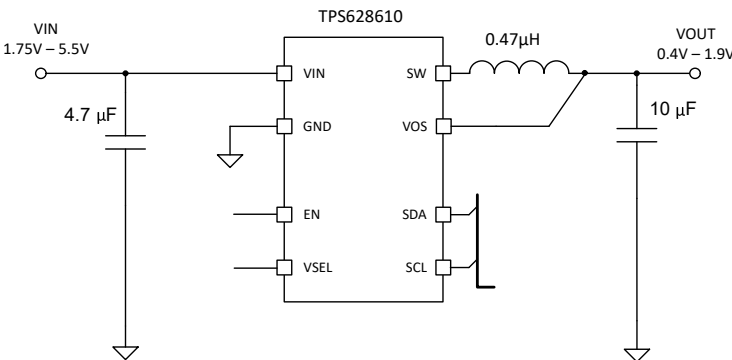 TPS628610
VIN
1.75V – 5.5V
4.7 µF
VIN
GND
EN
VSEL
SW
VOS
SDA
SCL
0.47µH
VOUT
0.4V – 1.9V
10 µF